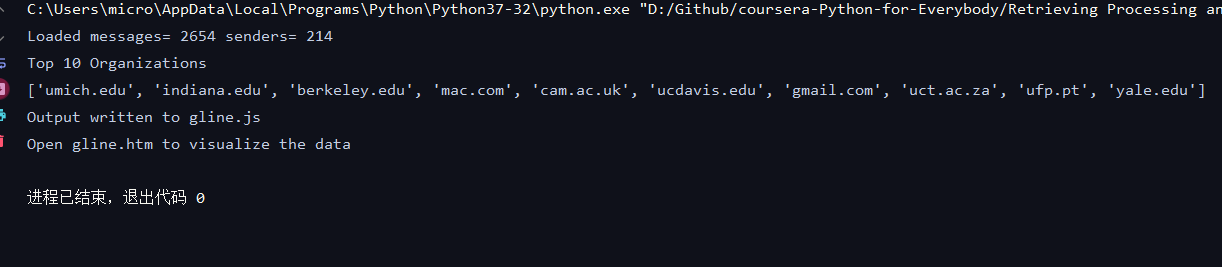 C:\Users\micro\AppData\Local\Programs\Python\Python37-32\python.exe "D:/Github/coursera-Python-for-Everybody/Retrieving Processing an
Loaded messages= 2654 senders= 214
Top 10 Organizations
['umich.edu', 'indiana.edu', 'berkeley.edu', 'mac.com', 'cam.ac.uk', 'ucdavis.edu', 'gmail.com', 'uct.ac.za', 'ufp.pt', 'yale.edu']
Output written to gline.js
Open gline.htm to visualize the data
进程已结束，退出代码 0